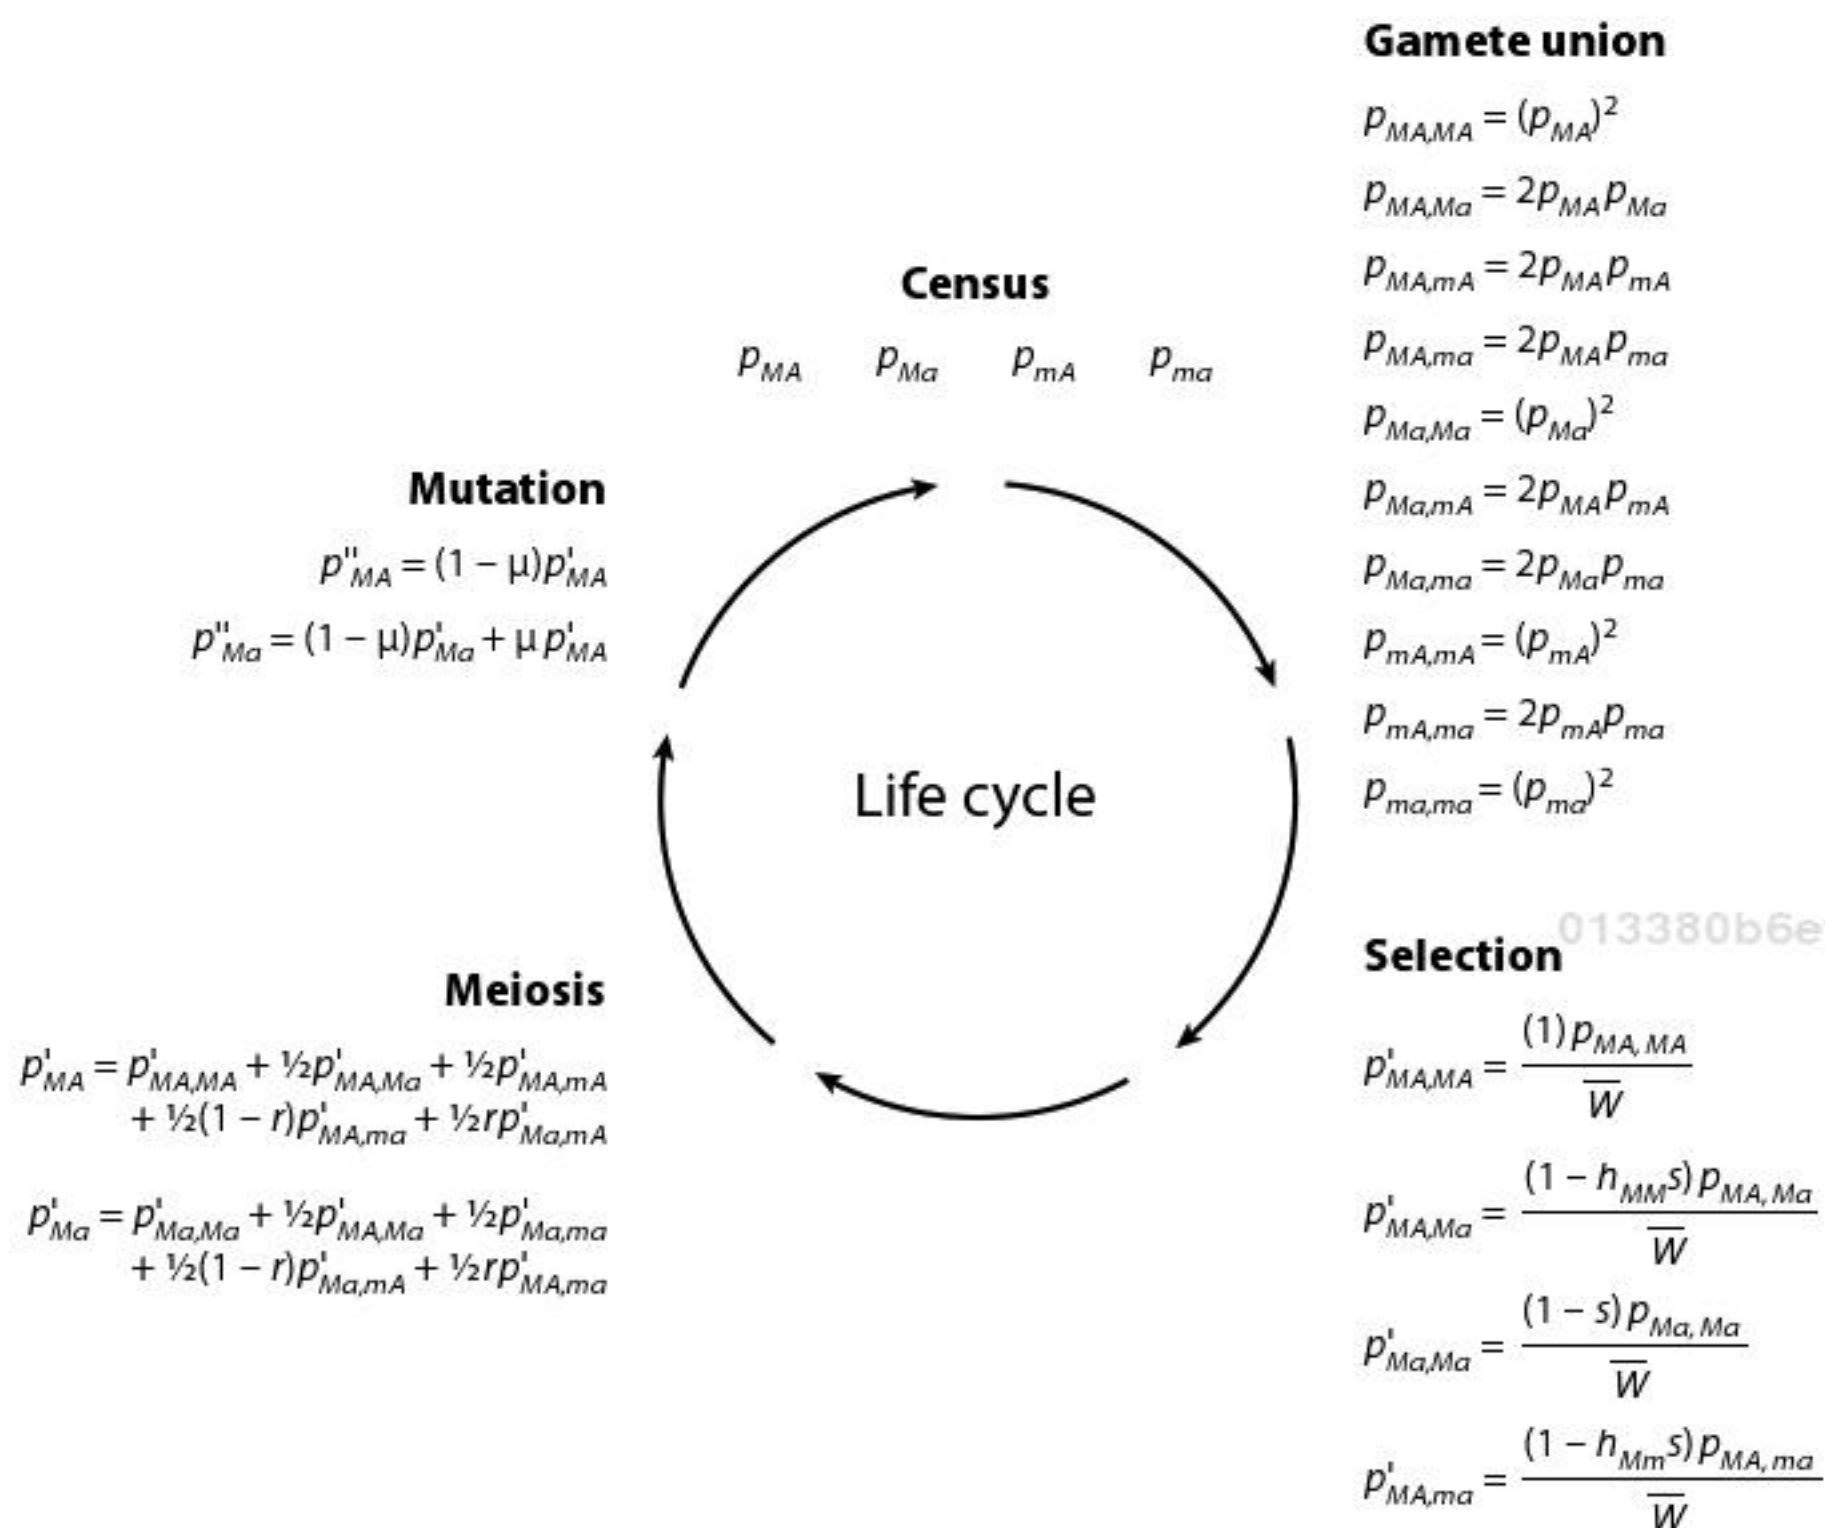 Gamete union
p_{MA,MA} = (p_{MA})²
p_{MA,Ma} = 2p_{MA}p_{Ma}
p_{MA,mA} = 2p_{MA}p_{mA}
p_{MA,ma} = 2p_{MA}p_{ma}
p_{Ma,Ma} = (p_{Ma})²
p_{Ma,mA} = 2p_{MA}p_{mA}
p_{Ma,ma} = 2p_{Ma}p_{ma}
p_{mA,mA} = (p_{mA})²
p_{mA,ma} = 2p_{mA}p_{ma}
p_{ma,ma} = (p_{ma})²
Census
p_{MA} p_{Ma} p_{mA} p_{ma}
Mutation
p''_{MA} = (1 – μ)p'_{MA}
p''_{Ma} = (1 – μ)p'_{Ma} + μ p'_{MA}
Life cycle
013380b6e
Selection
p'_{MA,MA} = (1) p_{MA, MA} / W̅
p'_{MA,Ma} = (1 – h_{MM}s) p_{MA, Ma} / W̅
p'_{Ma,Ma} = (1 – s) p_{Ma, Ma} / W̅
p'_{MA,ma} = (1 – h_{Mm}s) p_{MA, ma} / W̅
Meiosis
p'_{MA} = p'_{MA,MA} + ½p'_{MA,Ma} + ½p'_{MA,mA}
+ ½(1 – r)p'_{MA,ma} + ½rp'_{Ma,mA}
p'_{Ma} = p'_{Ma,Ma} + ½p'_{MA,Ma} + ½p'_{Ma,ma}
+ ½(1 – r)p'_{Ma,mA} + ½rp'_{MA,ma}